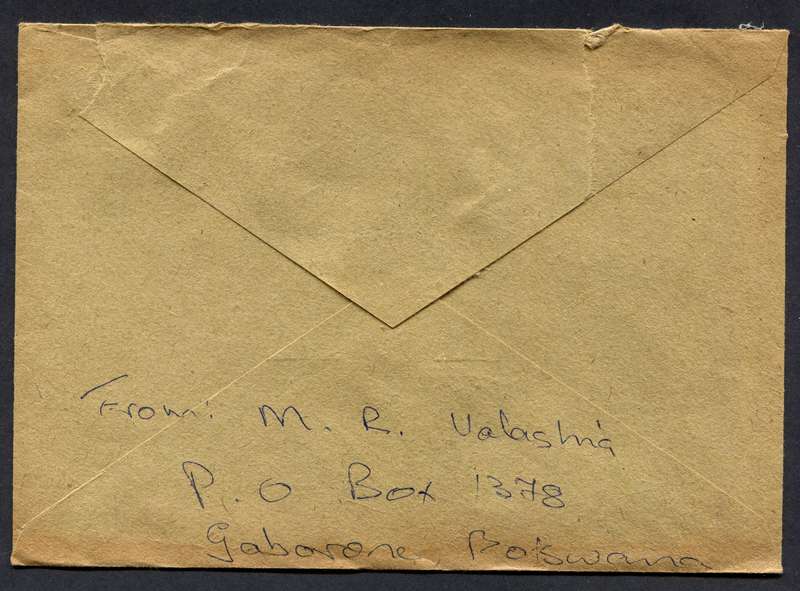 From: M. R. Valashia
P.O Box 1378
Gaborone, Botswana